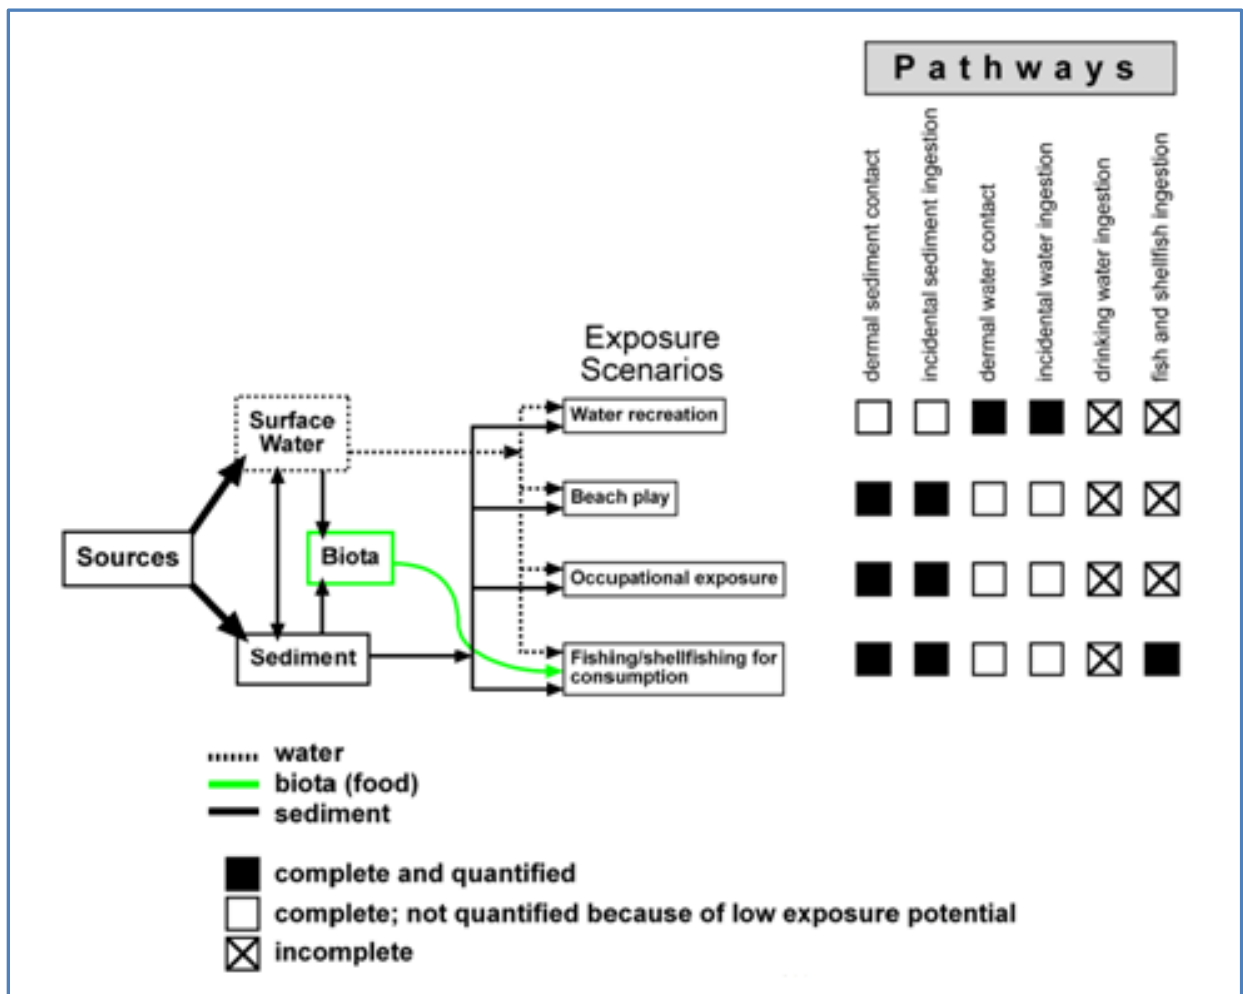 Pathways
dermal sediment contact
incidental sediment ingestion
dermal water contact
incidental water ingestion
drinking water ingestion
fish and shellfish ingestion
Exposure
Scenarios
Surface
Water
Water recreation
Beach play
Sources
Biota
Occupational exposure
Sediment
Fishing/shellfishing for
consumption
water
biota (food)
sediment
complete and quantified
complete; not quantified because of low exposure potential
incomplete